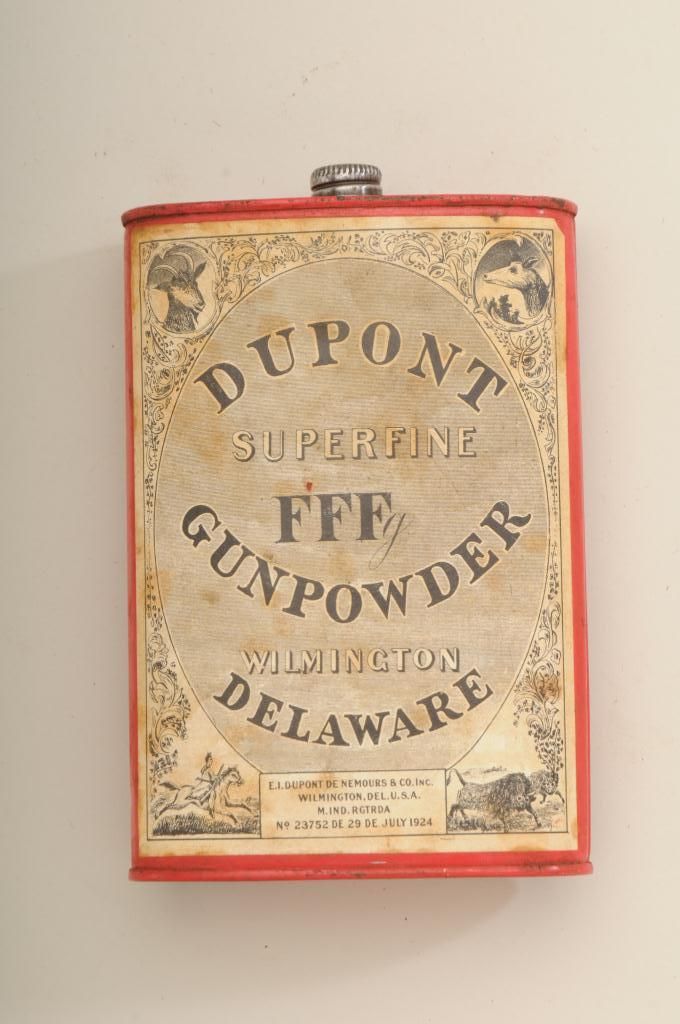 DUPONT
SUPERFINE
FFFg
GUNPOWDER
WILMINGTON
DELAWARE
E.I. DUPONT DE NEMOURS & CO. INC.
WILMINGTON, DEL. U.S.A.
M. IND. RGTRDA
Nº 23752 DE 29 DE JULY 1924